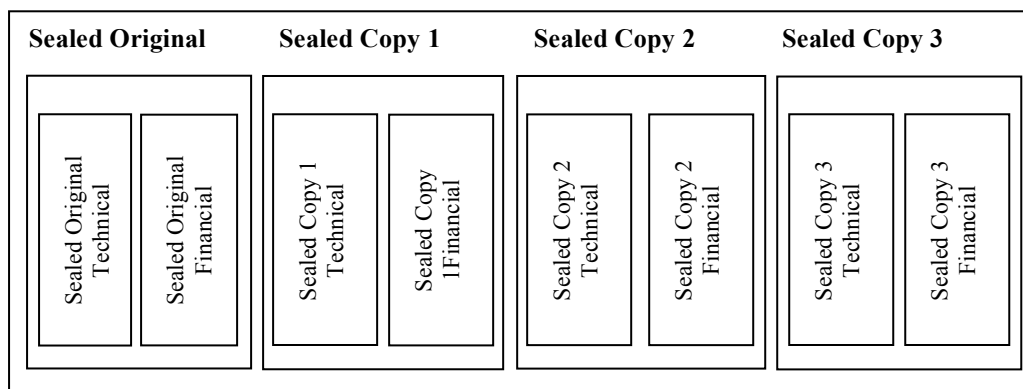 Sealed Original
Sealed Copy 1
Sealed Copy 2
Sealed Copy 3
Sealed Original
Technical
Sealed Original
Financial
Sealed Copy 1
Technical
Sealed Copy
1Financial
Sealed Copy 2
Technical
Sealed Copy 2
Financial
Sealed Copy 3
Technical
Sealed Copy 3
Financial